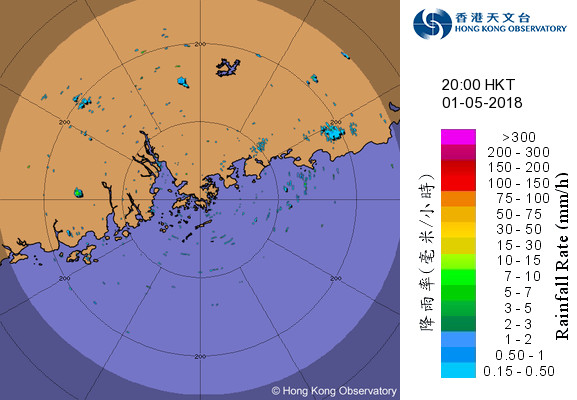 香港天文台
HONG KONG OBSERVATORY
20:00 HKT
01-05-2018
>300
200 - 300
150 - 200
100 - 150
75 - 100
50 - 75
30 - 50
15 - 30
10 - 15
7 - 10
5 - 7
3 - 5
2 - 3
1 - 2
0.50 - 1
0.15 - 0.50
降雨率(毫米/小時)
Rainfall Rate (mm/h)
200
200
200
200
200
200
© Hong Kong Observatory